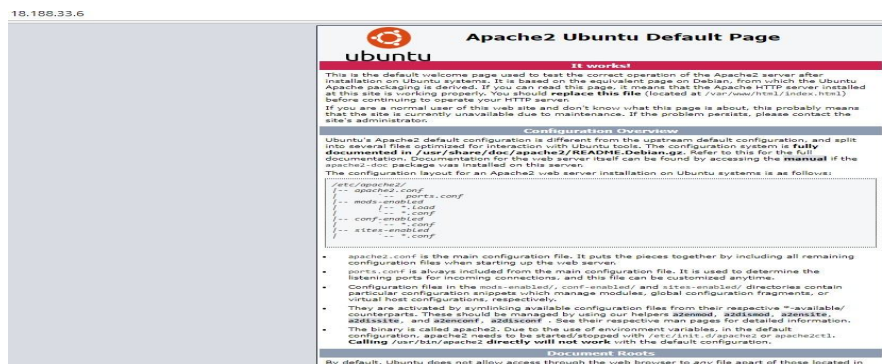 18.188.33.6
Apache2 Ubuntu Default Page
ubuntu
It works!
This is the default welcome page used to test the correct operation of the Apache2 server after
installation on Ubuntu systems. It is based on the equivalent page on Debian, from which the Ubuntu
Apache packaging is derived. If you can read this page, it means that the Apache HTTP server installed
at this site is working properly. You should replace this file (located at /var/www/html/index.html)
before continuing to operate your HTTP server.
If you are a normal user of this web site and don't know what this page is about, this probably means
that the site is currently unavailable due to maintenance. If the problem persists, please contact the
site's administrator.
Configuration Overview
Ubuntu's Apache2 default configuration is different from the upstream default configuration, and split
into several files optimized for interaction with Ubuntu tools. The configuration system is fully
documented in /usr/share/doc/apache2/README.Debian.gz. Refer to this for the full
documentation. Documentation for the web server itself can be found by accessing the manual if the
apache2-doc package was installed on this server.
The configuration layout for an Apache2 web server installation on Ubuntu systems is as follows:
/etc/apache2/
|-- apache2.conf
|       `-- ports.conf
|-- mods-enabled
|       |-- *.load
|       `-- *.conf
|-- conf-enabled
|       `-- *.conf
|-- sites-enabled
|       `-- *.conf
• apache2.conf is the main configuration file. It puts the pieces together by including all remaining
configuration files when starting up the web server.
• ports.conf is always included from the main configuration file. It is used to determine the
listening ports for incoming connections, and this file can be customized anytime.
• Configuration files in the mods-enabled/, conf-enabled/ and sites-enabled/ directories contain
particular configuration snippets which manage modules, global configuration fragments, or
virtual host configurations, respectively.
• They are activated by symlinking available configuration files from their respective *-available/
counterparts. These should be managed by using our helpers a2enmod, a2dismod, a2ensite,
a2dissite, and a2enconf, a2disconf . See their respective man pages for detailed information.
• The binary is called apache2. Due to the use of environment variables, in the default
configuration, apache2 needs to be started/stopped with /etc/init.d/apache2 or apache2ctl.
Calling /usr/bin/apache2 directly will not work with the default configuration.
Document Roots
By default, Ubuntu does not allow access through the web browser to any file apart of those located in